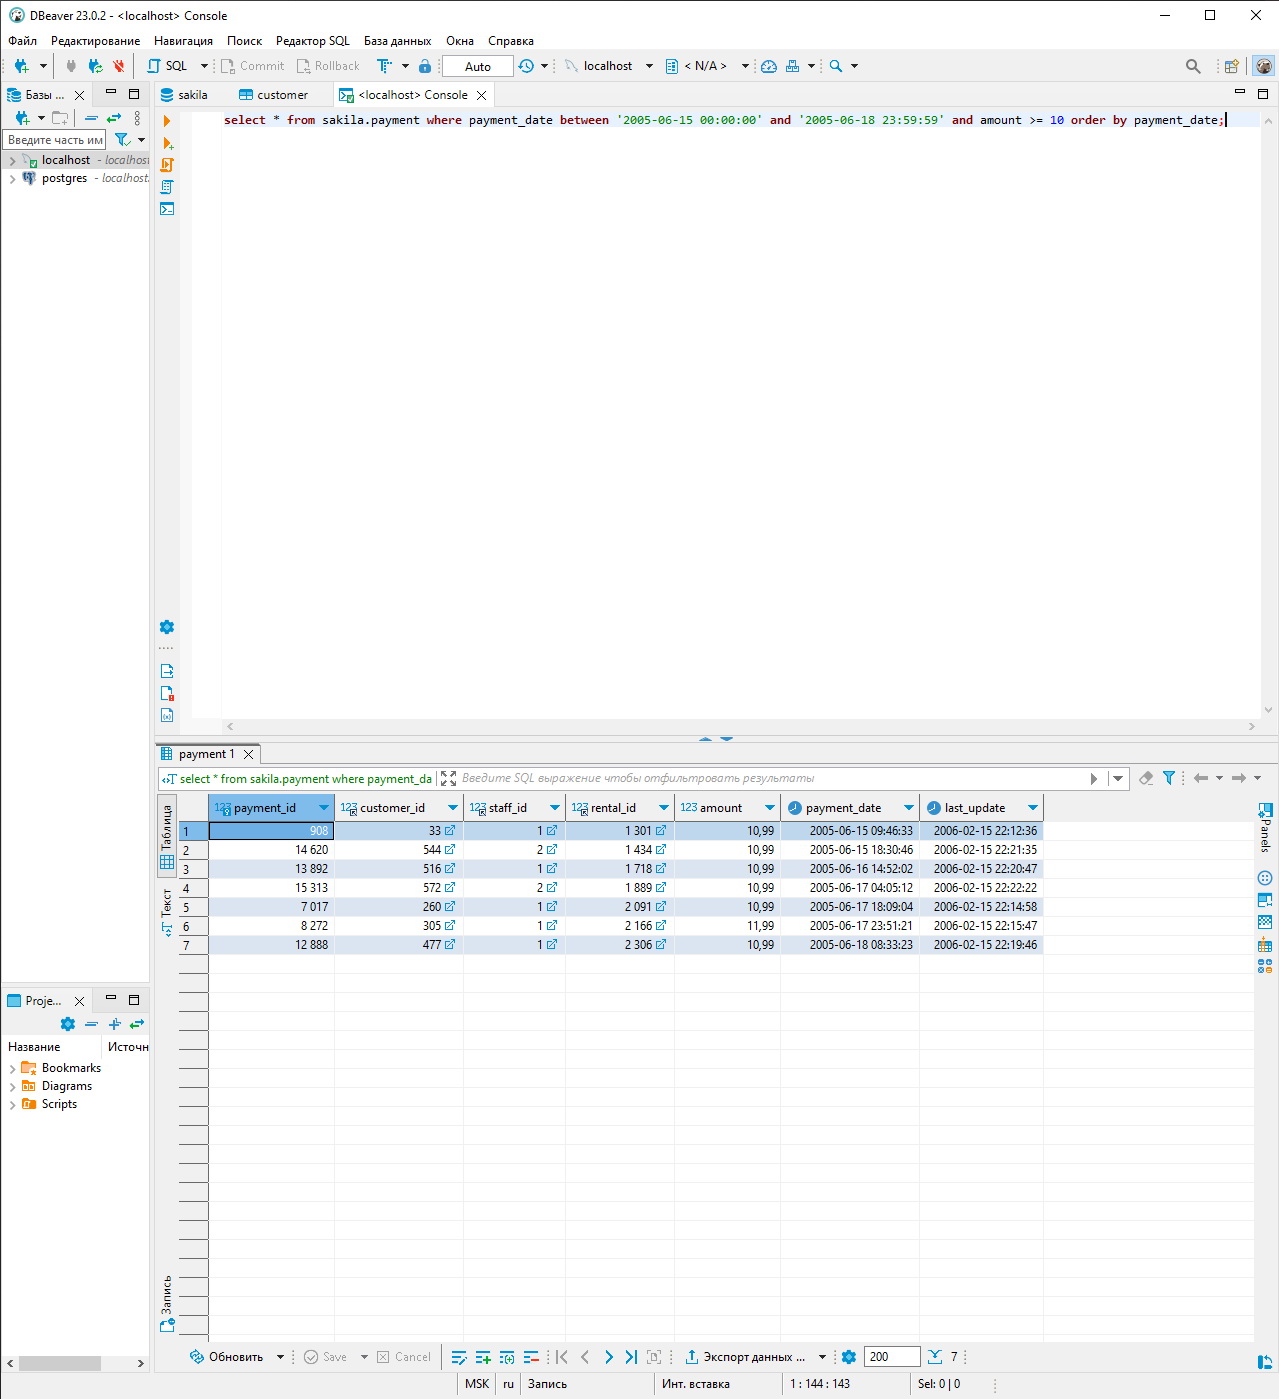 DBeaver 23.0.2 - <localhost> Console
Файл Редактирование Навигация Поиск Редактор SQL База данных Окна Справка
SQL Commit Rollback Auto localhost < N/A >
Базы ... sakila customer <localhost> Console
Введите часть им
localhost - localhost
postgres - localhost:
select * from sakila.payment where payment_date between '2005-06-15 00:00:00' and '2005-06-18 23:59:59' and amount >= 10 order by payment_date;
payment 1
select * from sakila.payment where payment_da Введите SQL выражение чтобы отфильтровать результаты
Таблица
Текст
Запись
Panels
payment_id customer_id staff_id rental_id amount payment_date last_update
1 908 33 1 1 301 10,99 2005-06-15 09:46:33 2006-02-15 22:12:36
2 14 620 544 2 1 434 10,99 2005-06-15 18:30:46 2006-02-15 22:21:35
3 13 892 516 1 1 718 10,99 2005-06-16 14:52:02 2006-02-15 22:20:47
4 15 313 572 2 1 889 10,99 2005-06-17 04:05:12 2006-02-15 22:22:22
5 7 017 260 1 2 091 10,99 2005-06-17 18:09:04 2006-02-15 22:14:58
6 8 272 305 1 2 166 11,99 2005-06-17 23:51:21 2006-02-15 22:15:47
7 12 888 477 1 2 306 10,99 2005-06-18 08:33:23 2006-02-15 22:19:46
Proje...
Название Источн
Bookmarks
Diagrams
Scripts
Обновить Save Cancel Экспорт данных ... 200 7
MSK ru Запись Инт. вставка 1 : 144 : 143 Sel: 0 | 0